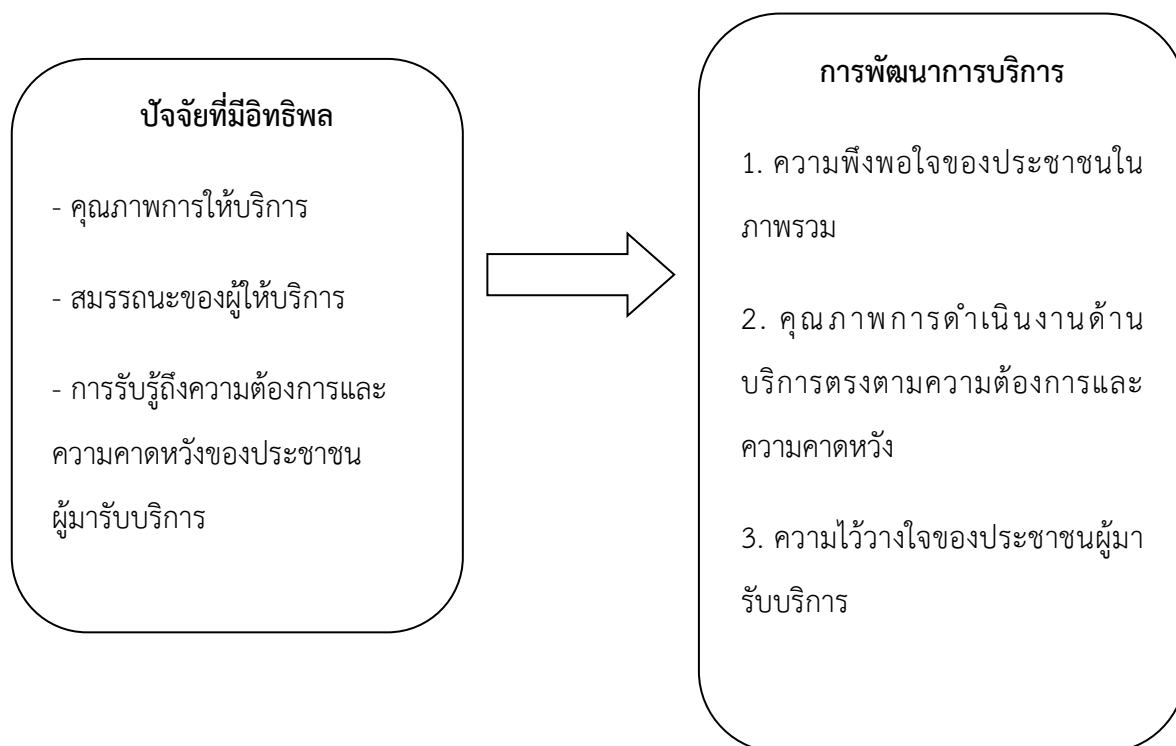 ปัจจัยที่มีอิทธิพล
- คุณภาพการให้บริการ
- สมรรถนะของผู้ให้บริการ
- การรับรู้ถึงความต้องการและ
ความคาดหวังของประชาชน
ผู้มารับบริการ
การพัฒนาการบริการ
1. ความพึงพอใจของประชาชนใน
ภาพรวม
2. คุณภาพการดำเนินงานด้าน
บริการตรงตามความต้องการและ
ความคาดหวัง
3. ความไว้วางใจของประชาชนผู้มา
รับบริการ